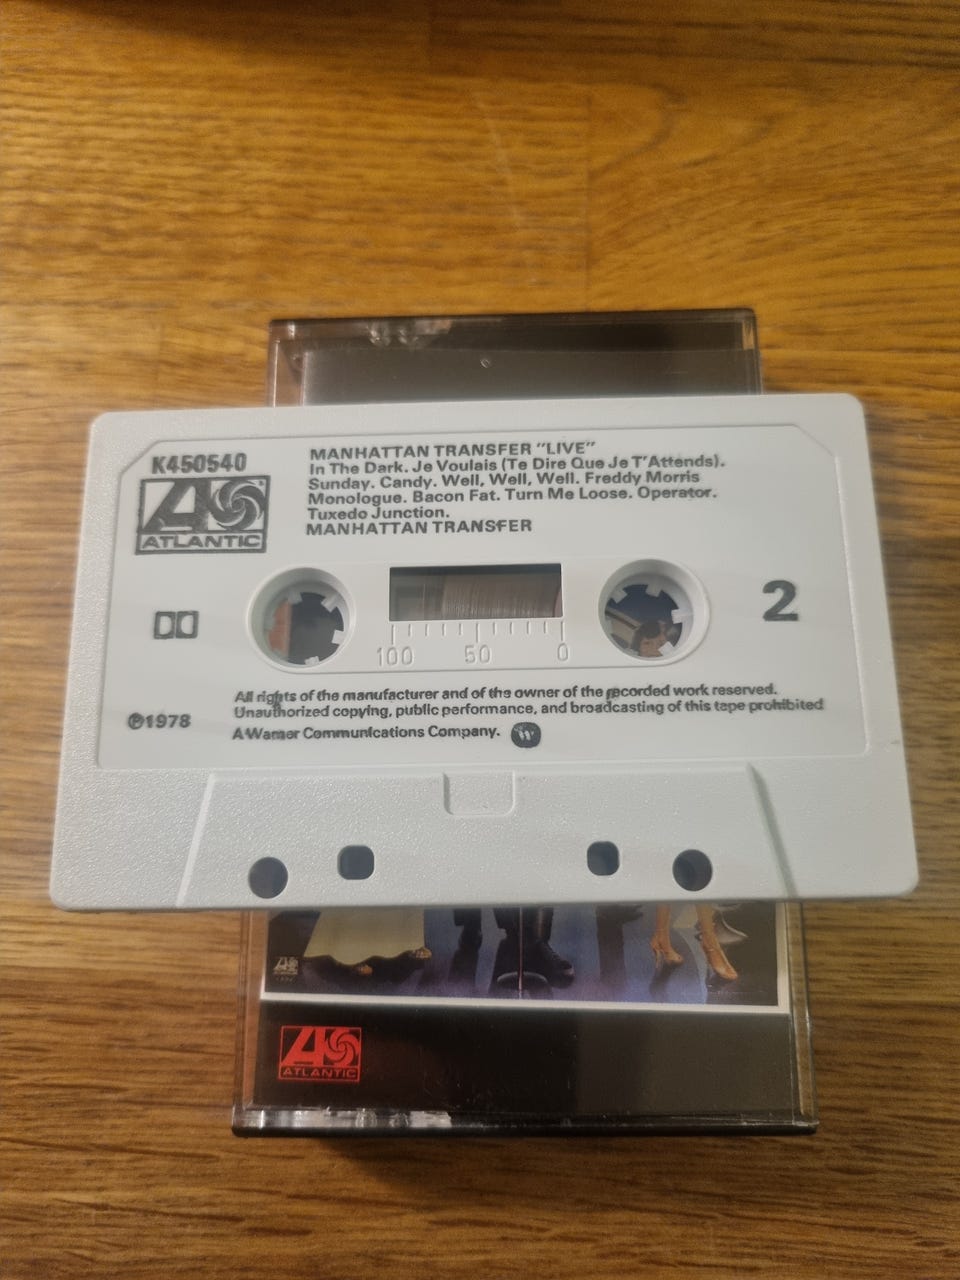 K450540
ATLANTIC
MANHATTAN TRANSFER "LIVE"
In The Dark. Je Voulais (Te Dire Que Je T'Attends).
Sunday. Candy. Well, Well, Well. Freddy Morris
Monologue. Bacon Fat. Turn Me Loose. Operator.
Tuxedo Junction.
MANHATTAN TRANSFER
2
100 50 0
All rights of the manufacturer and of the owner of the recorded work reserved.
Unauthorized copying, public performance, and broadcasting of this tape prohibited
℗1978
A Warner Communications Company.
ATLANTIC